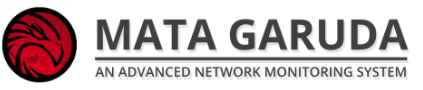 MATA GARUDA
AN ADVANCED NETWORK MONITORING SYSTEM